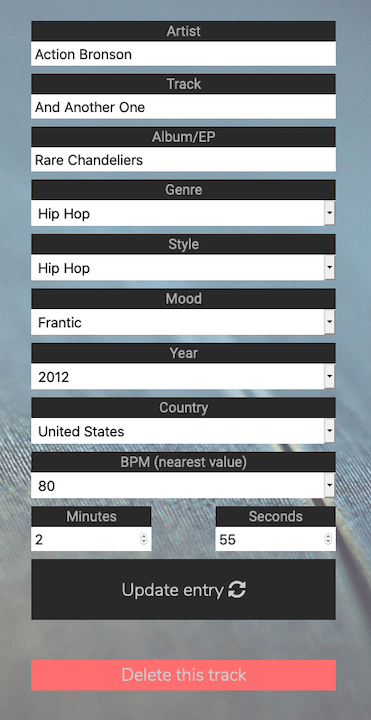 Artist
Action Bronson
Track
And Another One
Album/EP
Rare Chandeliers
Genre
Hip Hop
Style
Hip Hop
Mood
Frantic
Year
2012
Country
United States
BPM (nearest value)
80
Minutes Seconds
2 55
Update entry
Delete this track